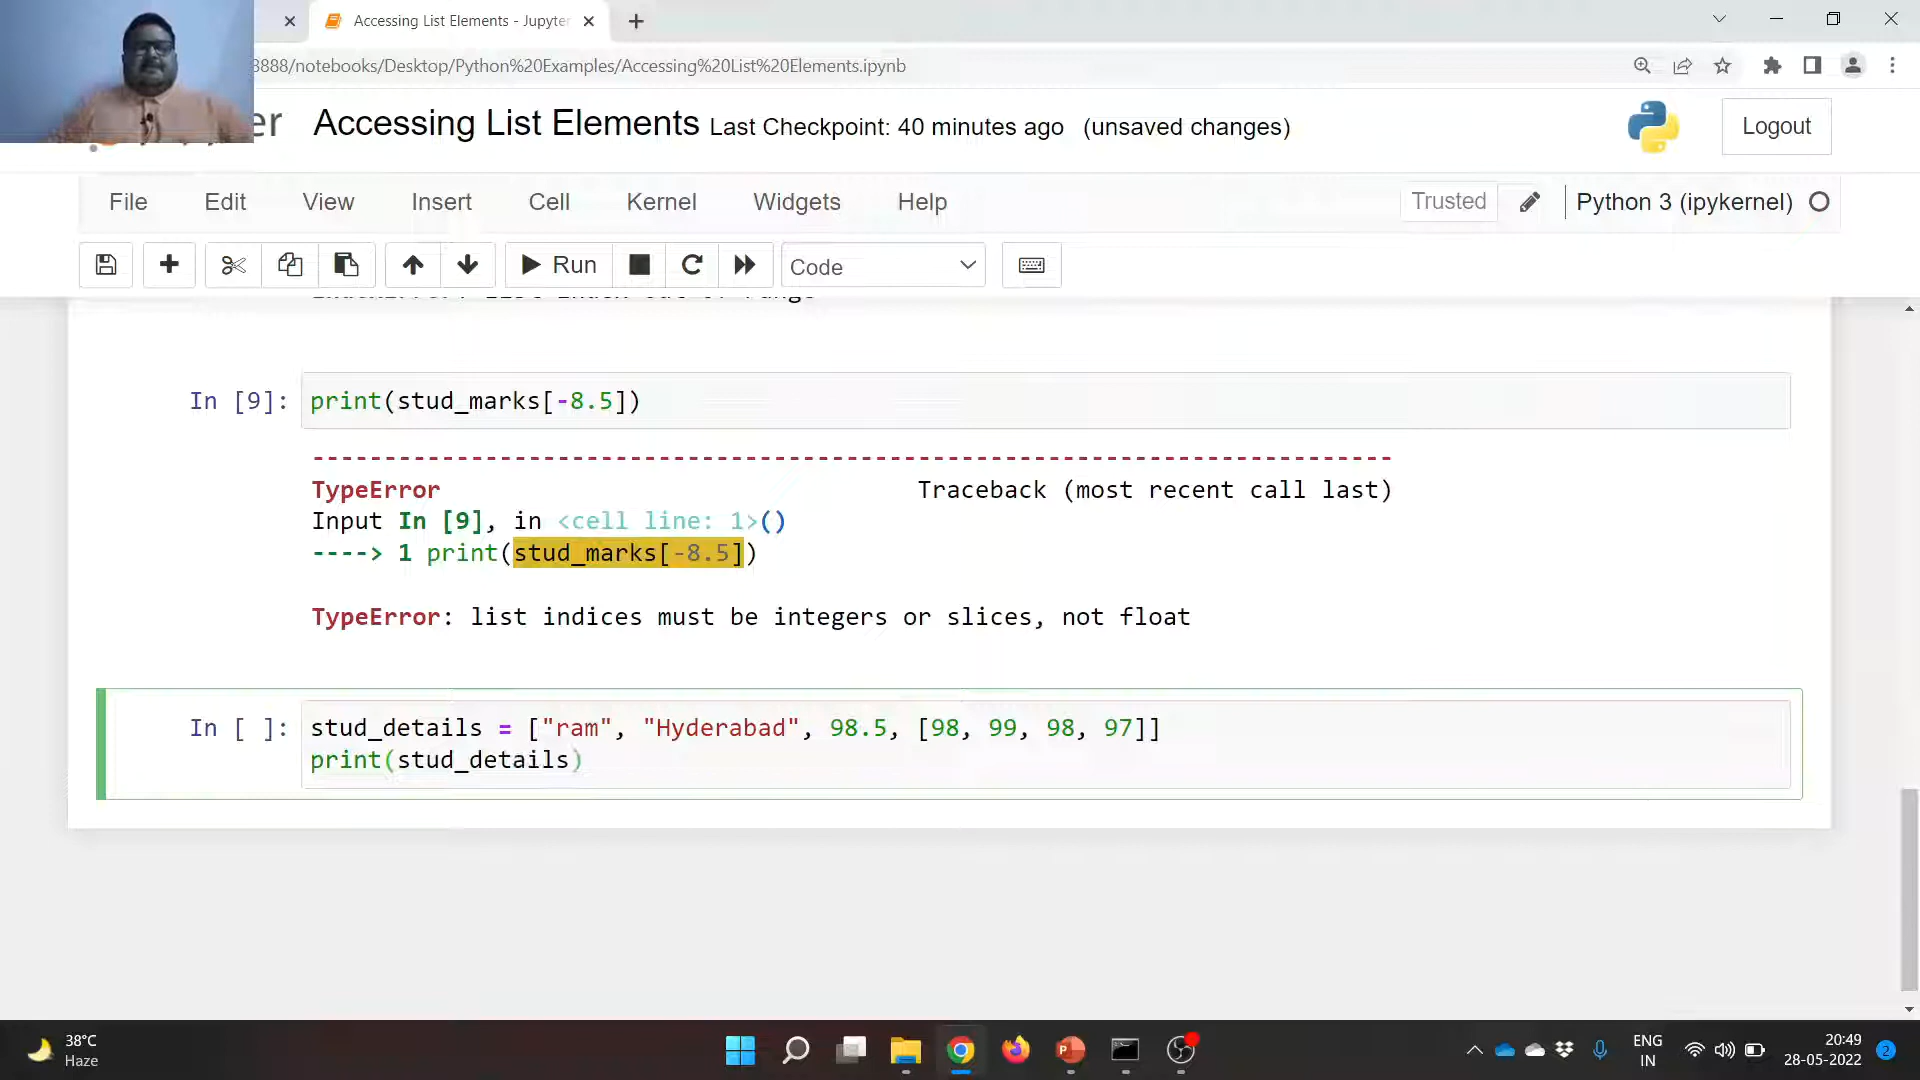 Accessing List Elements - Jupyter
8888/notebooks/Desktop/Python%20Examples/Accessing%20List%20Elements.ipynb
Accessing List Elements Last Checkpoint: 40 minutes ago (unsaved changes)
Logout
File Edit View Insert Cell Kernel Widgets Help Trusted Python 3 (ipykernel)
Run Code
In [9]: print(stud_marks[-8.5])
---------------------------------------------------------------------------
TypeError Traceback (most recent call last)
Input In [9], in <cell line: 1>()
----> 1 print(stud_marks[-8.5])
TypeError: list indices must be integers or slices, not float
In [ ]: stud_details = ["ram", "Hyderabad", 98.5, [98, 99, 98, 97]]
print(stud_details)
38°C
Haze
ENG
IN
20:49
28-05-2022
2